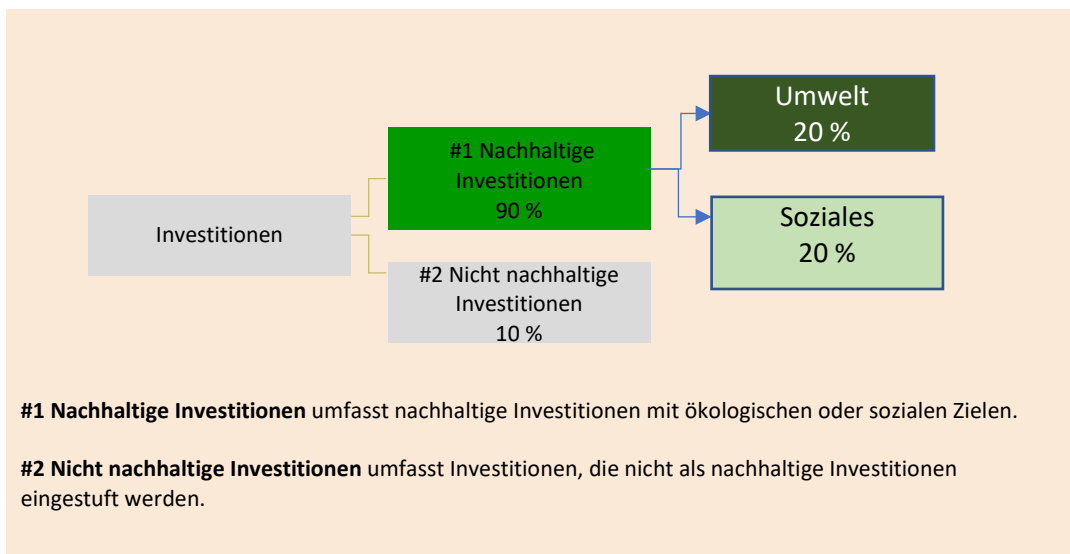 Umwelt
20 %
#1 Nachhaltige
Investitionen
90 %
Soziales
20 %
Investitionen
#2 Nicht nachhaltige
Investitionen
10 %
#1 Nachhaltige Investitionen umfasst nachhaltige Investitionen mit ökologischen oder sozialen Zielen.
#2 Nicht nachhaltige Investitionen umfasst Investitionen, die nicht als nachhaltige Investitionen
eingestuft werden.